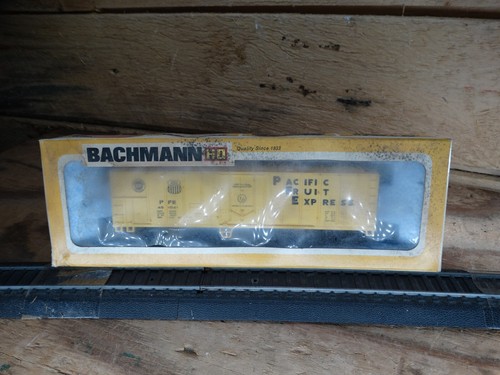 BACHMANN HO
Quality Since 1833
PACIFIC
FRUIT
EXPRESS
PFE